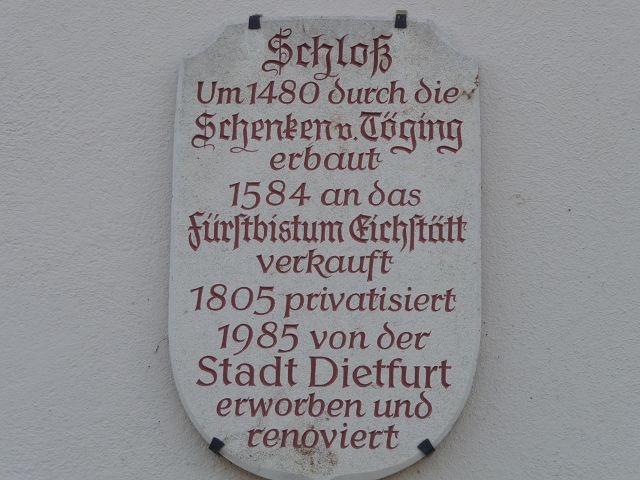 Schloß
Um 1480 durch die
Schenken v. Töging
erbaut
1584 an das
Fürſtbistum Eichſtätt
verkauft
1805 privatisiert
1985 von der
Stadt Dietfurt
erworben und
renoviert